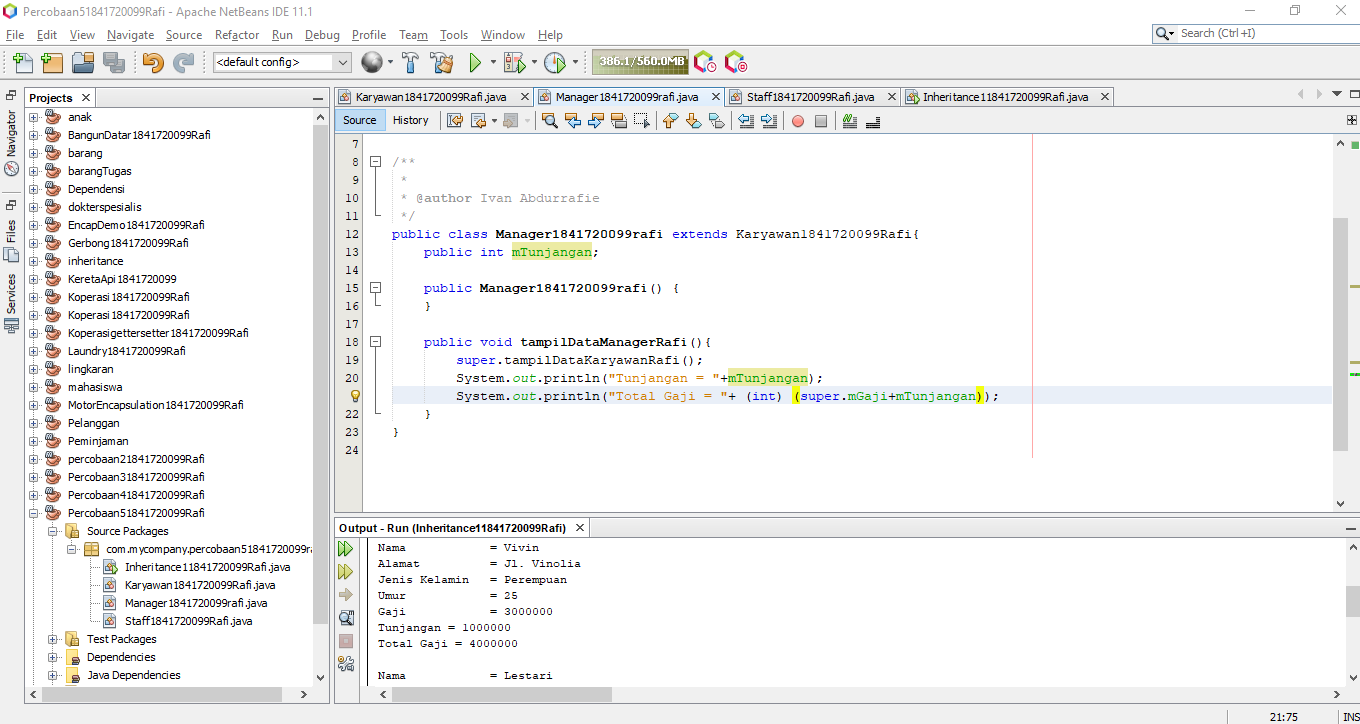 Percobaan51841720099Rafi - Apache NetBeans IDE 11.1
File Edit View Navigate Source Refactor Run Debug Profile Team Tools Window Help
Search (Ctrl+I)
<default config>
386.1/560.0MB
Projects
Navigator
Files
Services
anak
BangunDatar1841720099Rafi
barang
barangTugas
Dependensi
dokterspesialis
EncapDemo1841720099Rafi
Gerbong1841720099Rafi
inheritance
KeretaApi1841720099
Koperasi1841720099Rafi
Koperasi1841720099Rafi
Koperasigettersetter1841720099Rafi
Laundry1841720099Rafi
lingkaran
mahasiswa
MotorEncapsulation1841720099Rafi
Pelanggan
Peminjaman
percobaan21841720099Rafi
Percobaan31841720099Rafi
Percobaan41841720099Rafi
Percobaan51841720099Rafi
Source Packages
com.mycompany.percobaan51841720099r
Inheritance11841720099Rafi.java
Karyawan1841720099Rafi.java
Manager1841720099rafi.java
Staff1841720099Rafi.java
Test Packages
Dependencies
Java Dependencies
Karyawan1841720099Rafi.java Manager1841720099rafi.java Staff1841720099Rafi.java Inheritance11841720099Rafi.java
Source History
7
8 /**
9 *
10 * @author Ivan Abdurrafie
11 */
12 public class Manager1841720099rafi extends Karyawan1841720099Rafi{
13 public int mTunjangan;
14
15 public Manager1841720099rafi() {
16 }
17
18 public void tampilDataManagerRafi(){
19 super.tampilDataKaryawanRafi();
20 System.out.println("Tunjangan = "+mTunjangan);
System.out.println("Total Gaji = "+ (int) (super.mGaji+mTunjangan));
22 }
23 }
24
Output - Run (Inheritance11841720099Rafi)
Nama = Vivin
Alamat = Jl. Vinolia
Jenis Kelamin = Perempuan
Umur = 25
Gaji = 3000000
Tunjangan = 1000000
Total Gaji = 4000000
Nama = Lestari
21:75 INS